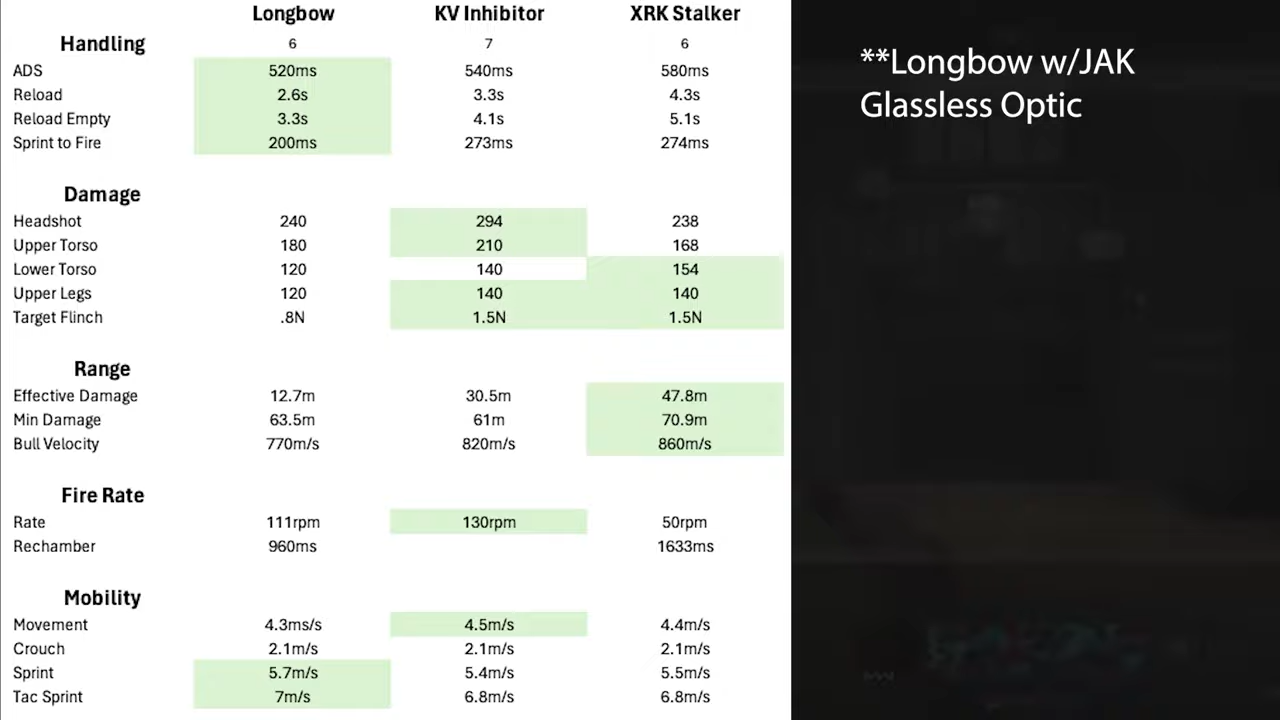 Longbow KV Inhibitor XRK Stalker
Handling 6 7 6
ADS 520ms 540ms 580ms
Reload 2.6s 3.3s 4.3s
Reload Empty 3.3s 4.1s 5.1s
Sprint to Fire 200ms 273ms 274ms
Damage
Headshot 240 294 238
Upper Torso 180 210 168
Lower Torso 120 140 154
Upper Legs 120 140 140
Target Flinch .8N 1.5N 1.5N
Range
Effective Damage 12.7m 30.5m 47.8m
Min Damage 63.5m 61m 70.9m
Bull Velocity 770m/s 820m/s 860m/s
Fire Rate
Rate 111rpm 130rpm 50rpm
Rechamber 960ms 1633ms
Mobility
Movement 4.3ms/s 4.5m/s 4.4m/s
Crouch 2.1m/s 2.1m/s 2.1m/s
Sprint 5.7m/s 5.4m/s 5.5m/s
Tac Sprint 7m/s 6.8m/s 6.8m/s
**Longbow w/JAK
Glassless Optic